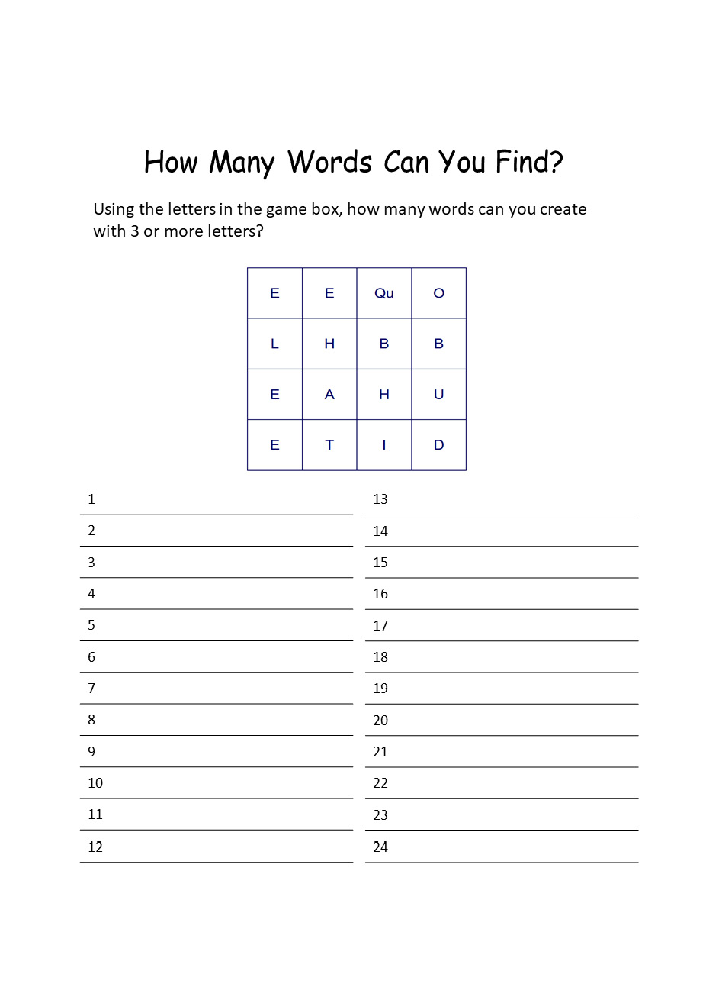 How Many Words Can You Find?
Using the letters in the game box, how many words can you create
with 3 or more letters?
E E Qu O
L H B B
E A H U
E T I D
1 13
2 14
3 15
4 16
5 17
6 18
7 19
8 20
9 21
10 22
11 23
12 24